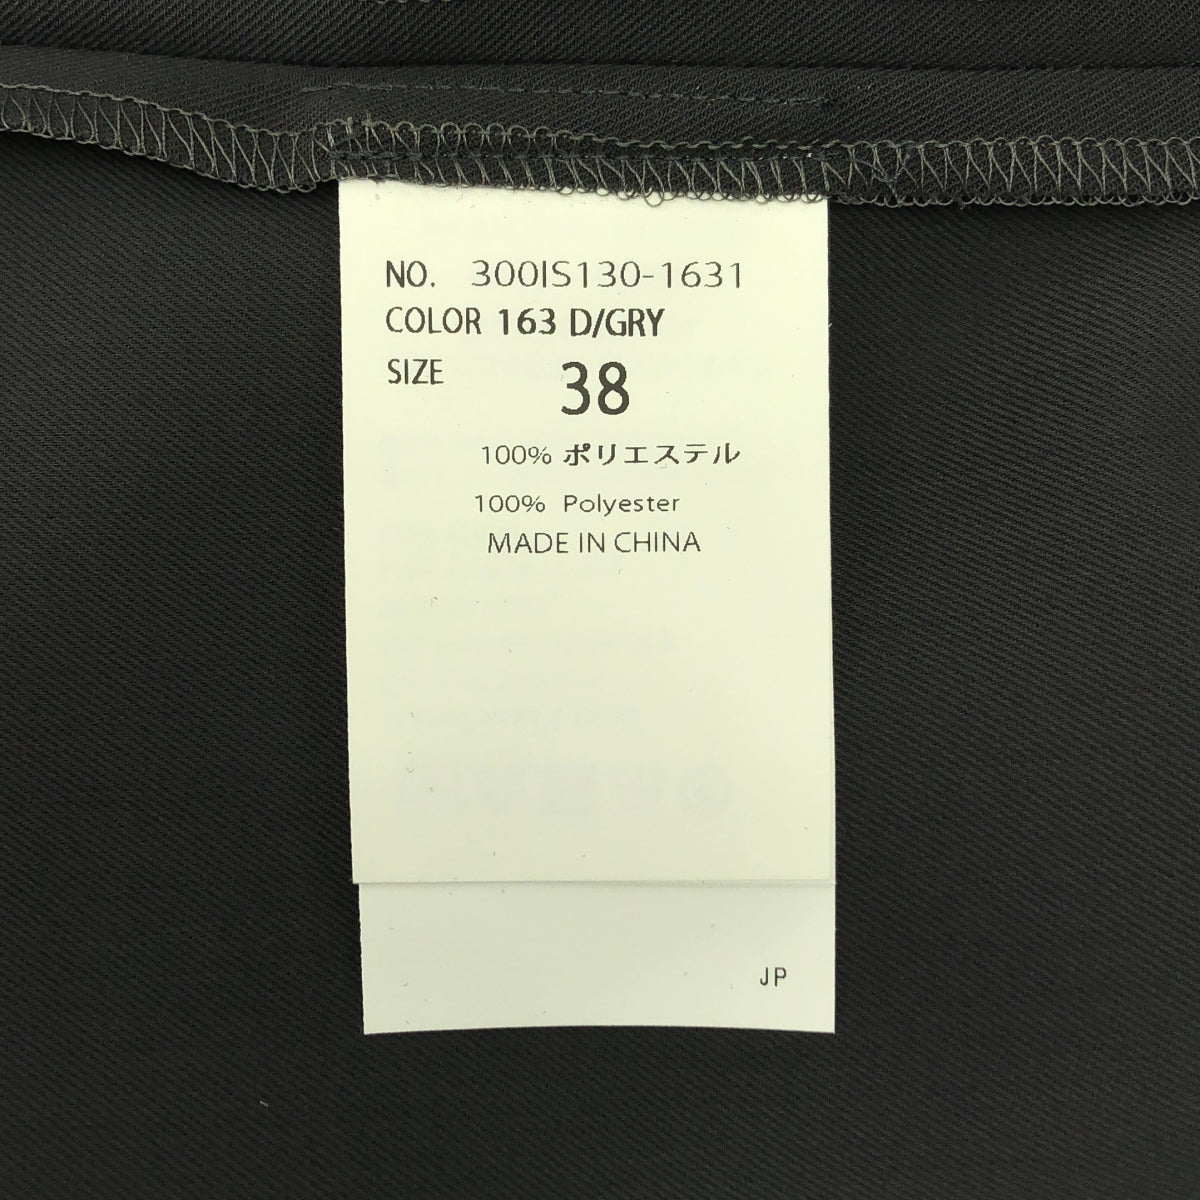 NO. 300IS130-1631
COLOR 163 D/GRY
SIZE 38
100% ポリエステル
100% Polyester
MADE IN CHINA
JP